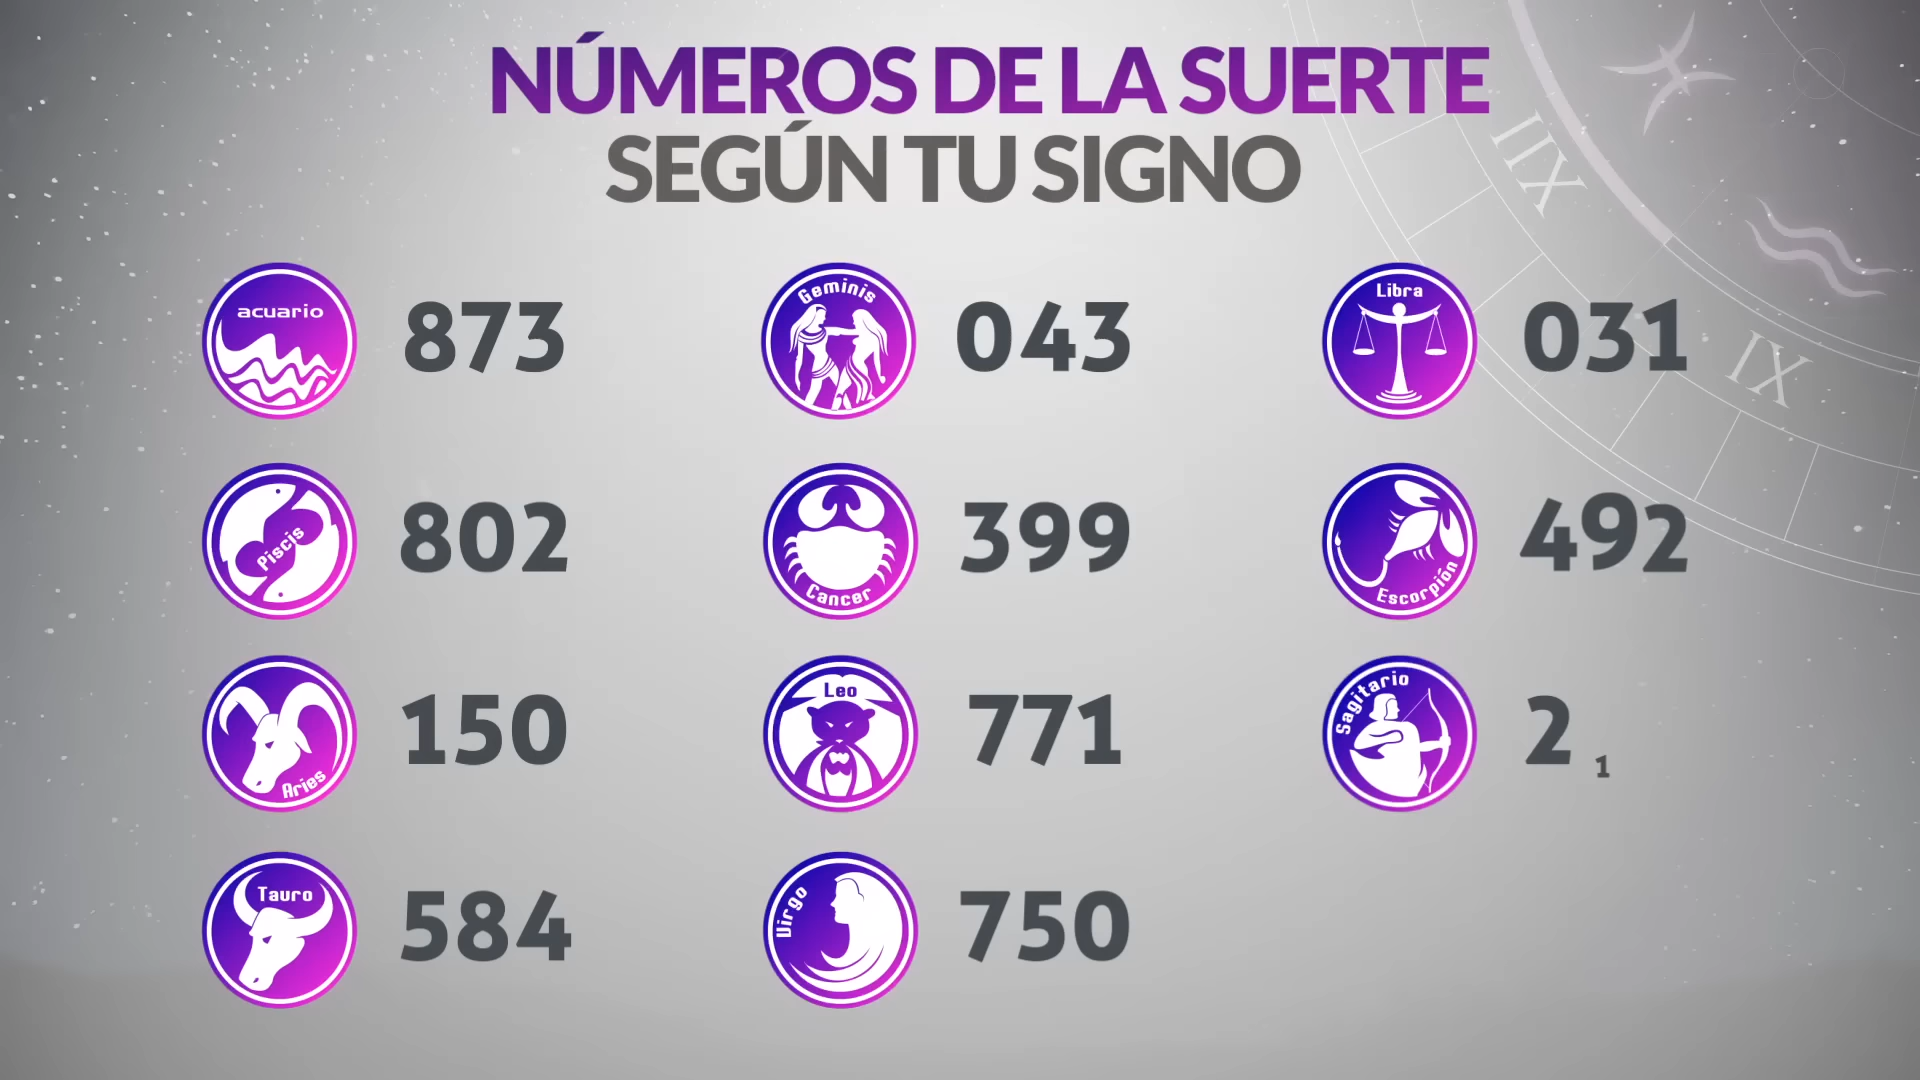 NÚMEROS DE LA SUERTE
SEGÚN TU SIGNO
acuario 873
Geminis 043
Libra 031
Piscis 802
Cancer 399
Escorpión 492
Aries 150
Leo 771
Sagitario 2 1
Tauro 584
Virgo 750
IIX
IX